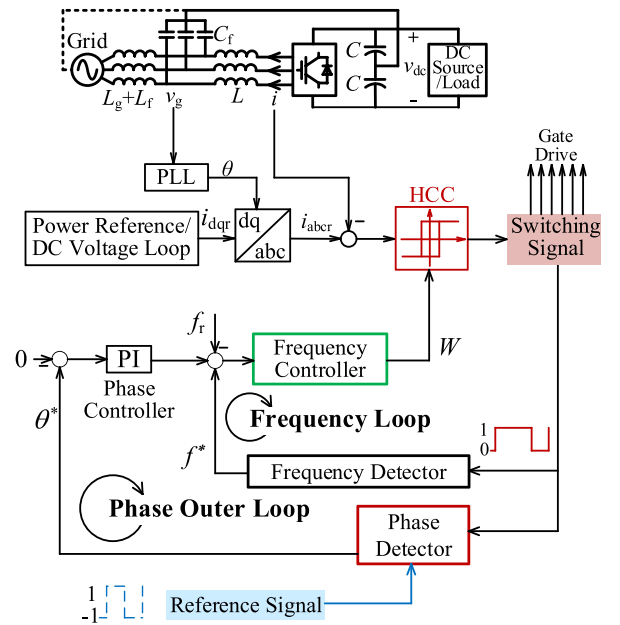 Grid
C_f
C
C
+
v_dc
-
DC
Source
/Load
L_g+L_f
v_g
L
i
PLL
θ
Gate
Drive
Power Reference/
DC Voltage Loop
i_dqr
dq
abc
i_abcr
-
HCC
Switching
Signal
f_r
-
0
-
PI
Phase
Controller
Frequency
Controller
W
θ*
Frequency Loop
f*
1
0
Frequency Detector
Phase Outer Loop
Phase
Detector
1
-1
Reference Signal